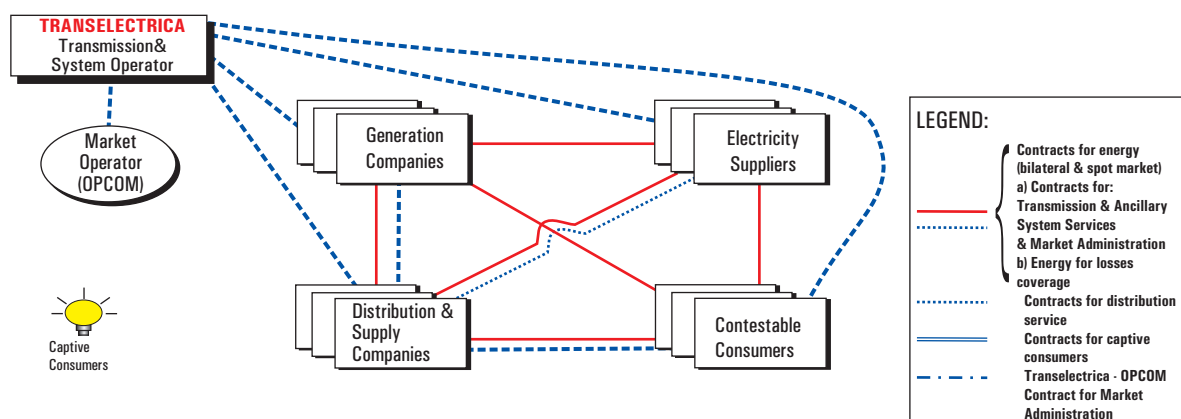 TRANSELECTRICA
Transmission&
System Operator
Market
Operator
(OPCOM)
Generation
Companies
Electricity
Suppliers
Distribution &
Supply
Companies
Contestable
Consumers
Captive
Consumers
LEGEND:
Contracts for energy
(bilateral & spot market)
a) Contracts for:
Transmission & Ancillary
System Services
& Market Administration
b) Energy for losses
coverage
Contracts for distribution
service
Contracts for captive
consumers
Transelectrica - OPCOM
Contract for Market
Administration